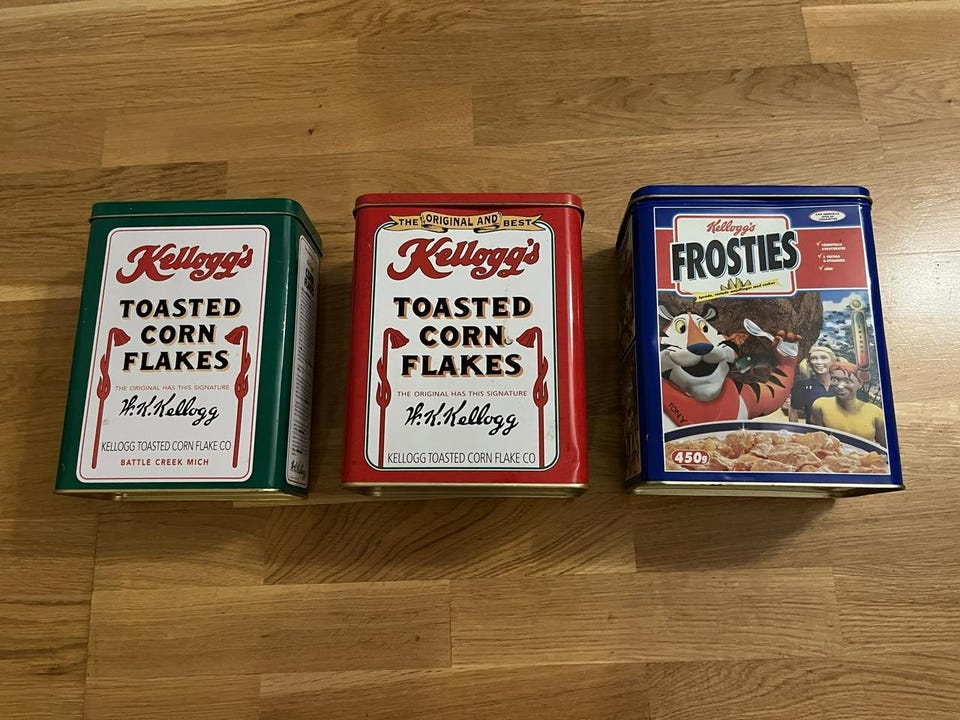 Kellogg's
TOASTED
CORN
FLAKES
THE ORIGINAL HAS THIS SIGNATURE
W.K.Kellogg
KELLOGG TOASTED CORN FLAKE CO
BATTLE CREEK MICH
THE ORIGINAL AND BEST
Kellogg's
TOASTED
CORN
FLAKES
THE ORIGINAL HAS THIS SIGNATURE
W.K.Kellogg
KELLOGG TOASTED CORN FLAKE CO
Kellogg's
FROSTIES
TONY
450g